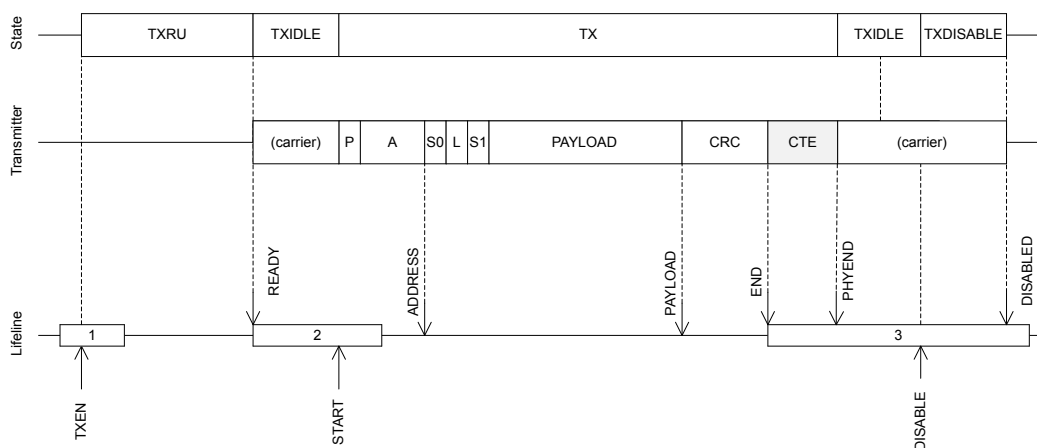 State
TXRU TXIDLE TX TXIDLE TXDISABLE
Transmitter
(carrier) P A S0 L S1 PAYLOAD CRC CTE (carrier)
READY ADDRESS PAYLOAD END PHYEND DISABLED
Lifeline
1 2 3
TXEN START DISABLE